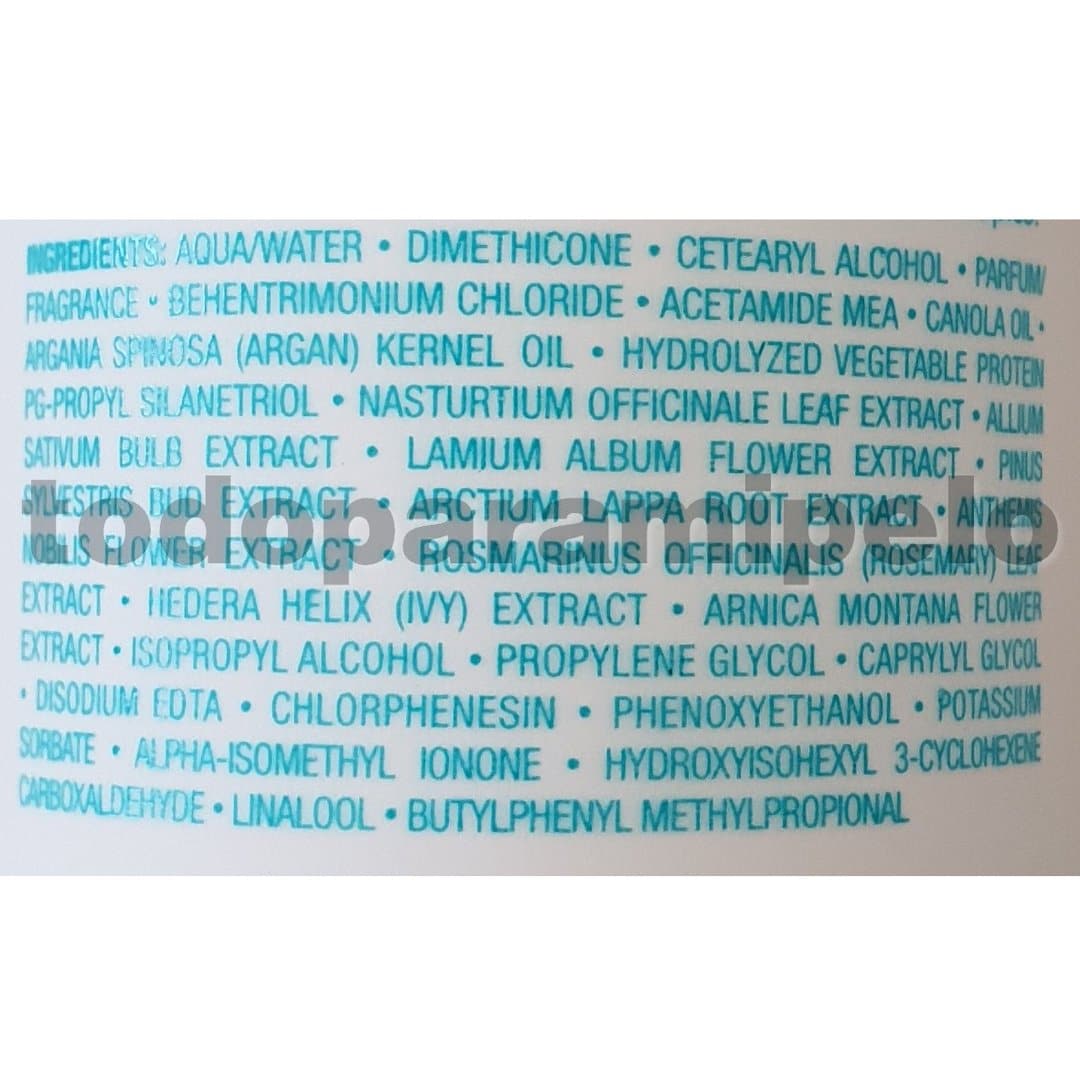 INGREDIENTS: AQUA/WATER • DIMETHICONE • CETEARYL ALCOHOL • PARFUM/
FRAGRANCE • BEHENTRIMONIUM CHLORIDE • ACETAMIDE MEA • CANOLA OIL •
ARGANIA SPINOSA (ARGAN) KERNEL OIL • HYDROLYZED VEGETABLE PROTEIN
PG-PROPYL SILANETRIOL • NASTURTIUM OFFICINALE LEAF EXTRACT • ALLIUM
SATIVUM BULB EXTRACT • LAMIUM ALBUM FLOWER EXTRACT • PINUS
SYLVESTRIS BUD EXTRACT • ARCTIUM LAPPA ROOT EXTRACT • ANTHEMIS
todoparamipelo
NOBILIS FLOWER EXTRACT • ROSMARINUS OFFICINALIS (ROSEMARY) LEAF
EXTRACT • HEDERA HELIX (IVY) EXTRACT • ARNICA MONTANA FLOWER
EXTRACT • ISOPROPYL ALCOHOL • PROPYLENE GLYCOL • CAPRYLYL GLYCOL
• DISODIUM EDTA • CHLORPHENESIN • PHENOXYETHANOL • POTASSIUM
SORBATE • ALPHA-ISOMETHYL IONONE • HYDROXYISOHEXYL 3-CYCLOHEXENE
CARBOXALDEHYDE • LINALOOL • BUTYLPHENYL METHYLPROPIONAL